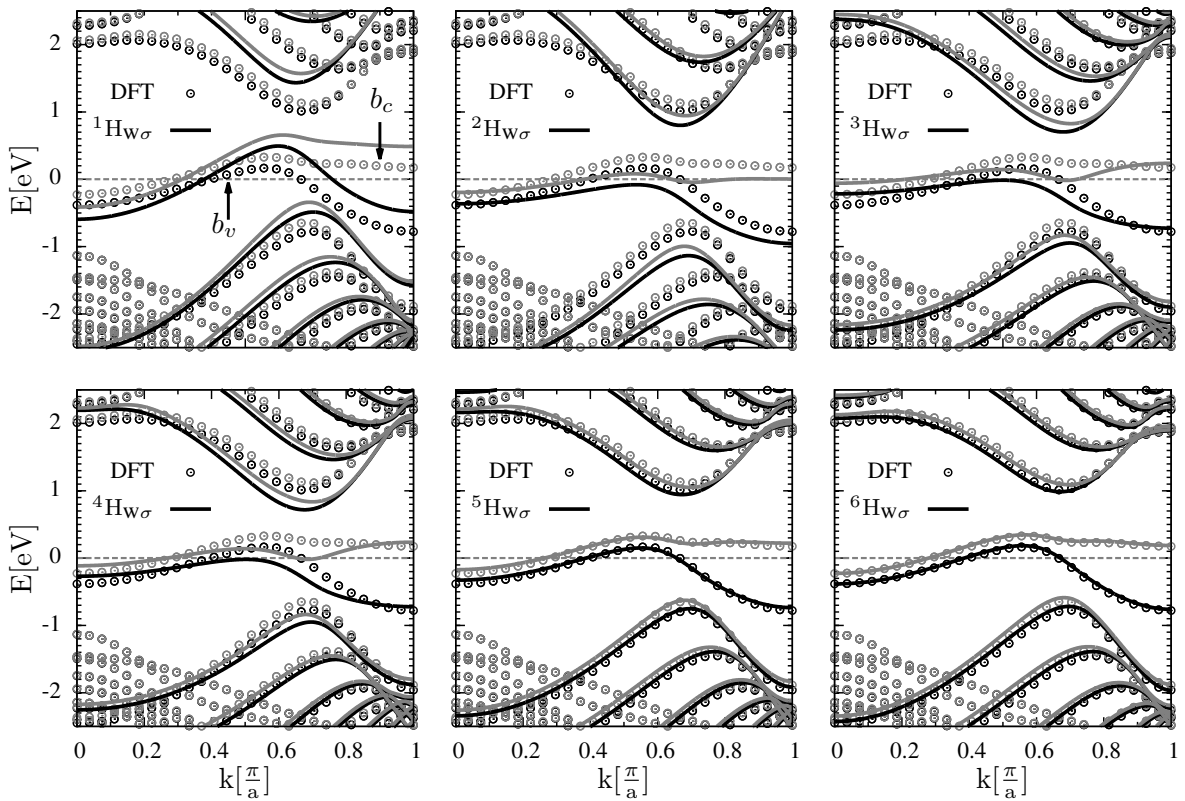 2
1
0
-1
-2
E[eV]
DFT
¹H_Wσ
b_c
b_v
DFT
²H_Wσ
DFT
³H_Wσ
2
1
0
-1
-2
E[eV]
DFT
⁴H_Wσ
DFT
⁵H_Wσ
DFT
⁶H_Wσ
0 0.2 0.4 0.6 0.8 1
k[π/a]
0 0.2 0.4 0.6 0.8 1
k[π/a]
0 0.2 0.4 0.6 0.8 1
k[π/a]